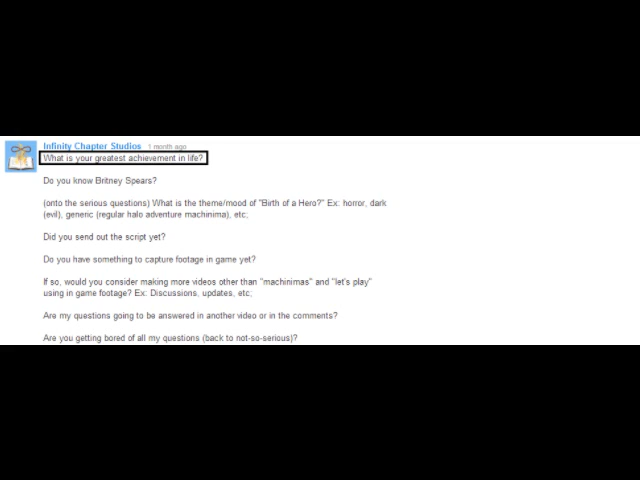 Infinity Chapter Studios 1 month ago
What is your greatest achievement in life?
Do you know Britney Spears?
(onto the serious questions) What is the theme/mood of "Birth of a Hero?" Ex: horror, dark
(evil), generic (regular halo adventure machinima), etc;
Did you send out the script yet?
Do you have something to capture footage in game yet?
If so, would you consider making more videos other than "machinimas" and "let's play"
using in game footage? Ex: Discussions, updates, etc;
Are my questions going to be answered in another video or in the comments?
Are you getting bored of all my questions (back to not-so-serious)?